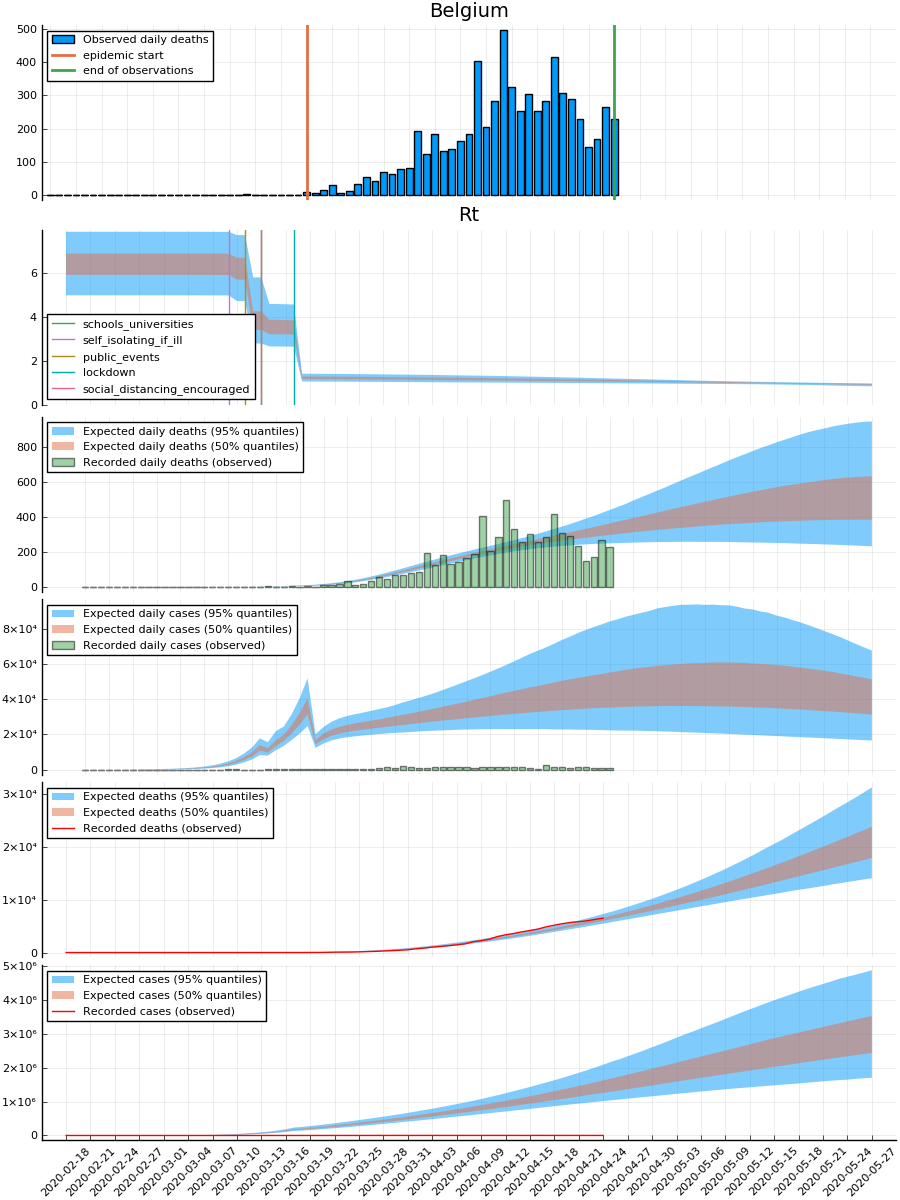 Belgium
500
400
300
200
100
0
Observed daily deaths
epidemic start
end of observations
Rt
6
4
2
0
schools_universities
self_isolating_if_ill
public_events
lockdown
social_distancing_encouraged
800
600
400
200
0
Expected daily deaths (95% quantiles)
Expected daily deaths (50% quantiles)
Recorded daily deaths (observed)
8×10⁴
6×10⁴
4×10⁴
2×10⁴
0
Expected daily cases (95% quantiles)
Expected daily cases (50% quantiles)
Recorded daily cases (observed)
3×10⁴
2×10⁴
1×10⁴
0
Expected deaths (95% quantiles)
Expected deaths (50% quantiles)
Recorded deaths (observed)
5×10⁶
4×10⁶
3×10⁶
2×10⁶
1×10⁶
0
Expected cases (95% quantiles)
Expected cases (50% quantiles)
Recorded cases (observed)
2020-02-18
2020-02-21
2020-02-24
2020-02-27
2020-03-01
2020-03-04
2020-03-07
2020-03-10
2020-03-13
2020-03-16
2020-03-19
2020-03-22
2020-03-25
2020-03-28
2020-03-31
2020-04-03
2020-04-06
2020-04-09
2020-04-12
2020-04-15
2020-04-18
2020-04-21
2020-04-24
2020-04-27
2020-04-30
2020-05-03
2020-05-06
2020-05-09
2020-05-12
2020-05-15
2020-05-18
2020-05-21
2020-05-24
2020-05-27